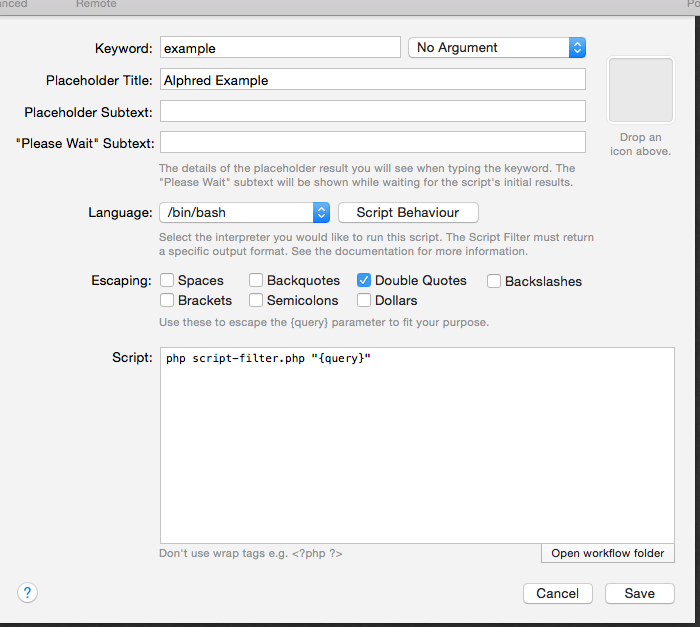 Remote
Keyword: example No Argument
Placeholder Title: Alphred Example
Placeholder Subtext:
"Please Wait" Subtext:
Drop an
icon above.
The details of the placeholder result you will see when typing the keyword. The
"Please Wait" subtext will be shown while waiting for the script's initial results.
Language: /bin/bash Script Behaviour
Select the interpreter you would like to run this script. The Script Filter must return
a specific output format. See the documentation for more information.
Escaping: Spaces Backquotes Double Quotes Backslashes
Brackets Semicolons Dollars
Use these to escape the {query} parameter to fit your purpose.
Script: php script-filter.php "{query}"
Don't use wrap tags e.g. <?php ?> Open workflow folder
? Cancel Save